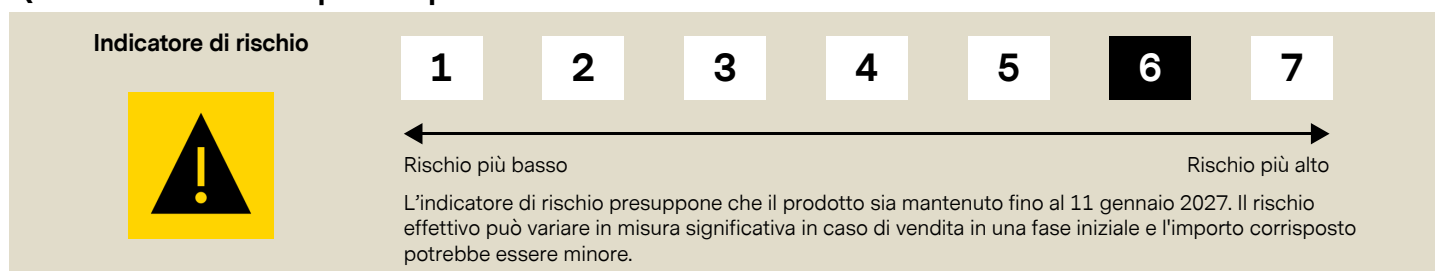 Indicatore di rischio
1 2 3 4 5 6 7
Rischio più basso Rischio più alto
L'indicatore di rischio presuppone che il prodotto sia mantenuto fino al 11 gennaio 2027. Il rischio
effettivo può variare in misura significativa in caso di vendita in una fase iniziale e l'importo corrisposto
potrebbe essere minore.